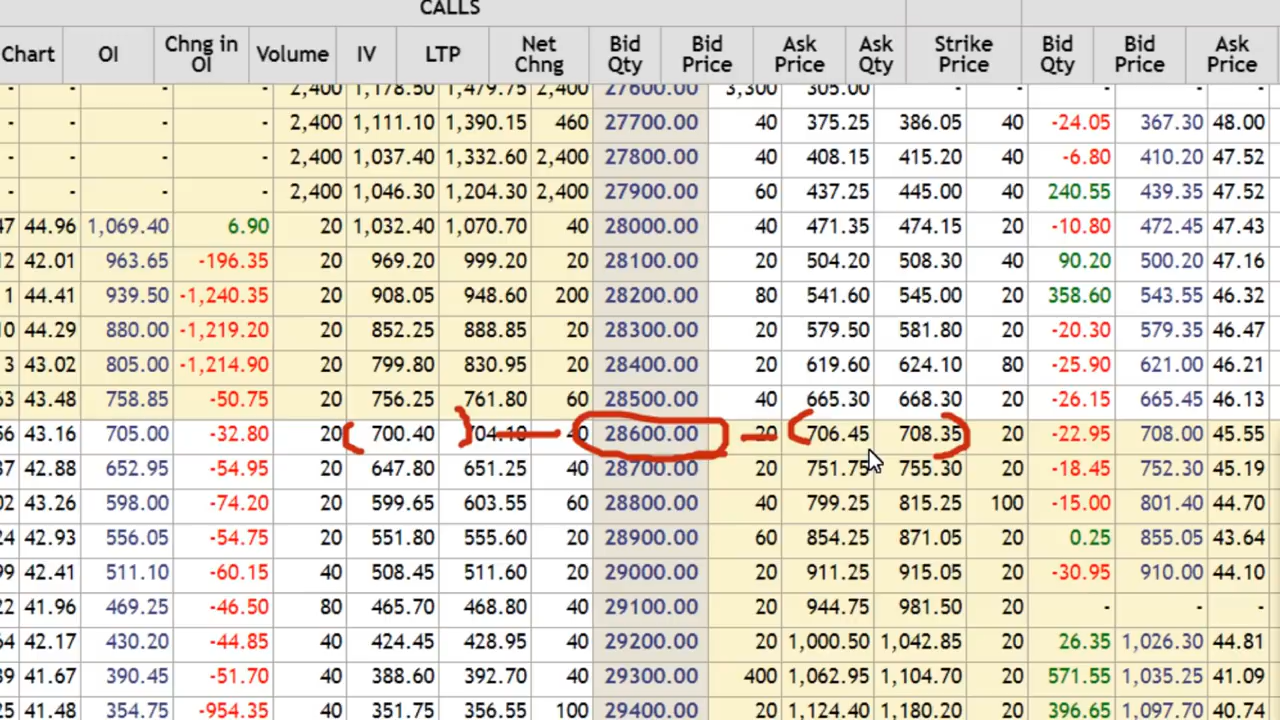 CALLS
Chart OI Chng in OI Volume IV LTP Net Chng Bid Qty Bid Price Ask Price Ask Qty Strike Price Bid Qty Bid Price Ask Price
- - - 2,400 1,178.50 1,479.75 2,400 27600.00 3,300 305.00 - - - - -
- - - 2,400 1,111.10 1,390.15 460 27700.00 40 375.25 386.05 40 -24.05 367.30 48.00
- - - 2,400 1,037.40 1,332.60 2,400 27800.00 40 408.15 415.20 40 -6.80 410.20 47.52
- - - 2,400 1,046.30 1,204.30 2,400 27900.00 60 437.25 445.00 40 240.55 439.35 47.52
47 44.96 1,069.40 6.90 20 1,032.40 1,070.70 40 28000.00 40 471.35 474.15 20 -10.80 472.45 47.43
12 42.01 963.65 -196.35 20 969.20 999.20 20 28100.00 20 504.20 508.30 40 90.20 500.20 47.16
1 44.41 939.50 -1,240.35 20 908.05 948.60 200 28200.00 80 541.60 545.00 20 358.60 543.55 46.32
10 44.29 880.00 -1,219.20 20 852.25 888.85 20 28300.00 20 579.50 581.80 20 -20.30 579.35 46.47
3 43.02 805.00 -1,214.90 20 799.80 830.95 20 28400.00 20 619.60 624.10 80 -25.90 621.00 46.21
63 43.48 758.85 -50.75 20 756.25 761.80 60 28500.00 40 665.30 668.30 20 -26.15 665.45 46.13
56 43.16 705.00 -32.80 20 700.40 704.10 40 28600.00 20 706.45 708.35 20 -22.95 708.00 45.55
37 42.88 652.95 -54.95 20 647.80 651.25 40 28700.00 20 751.75 755.30 20 -18.45 752.30 45.19
02 43.26 598.00 -74.20 20 599.65 603.55 60 28800.00 40 799.25 815.25 100 -15.00 801.40 44.70
24 42.93 556.05 -54.75 20 551.80 555.60 20 28900.00 60 854.25 871.05 20 0.25 855.05 43.64
99 42.41 511.10 -60.15 40 508.45 511.60 20 29000.00 20 911.25 915.05 20 -30.95 910.00 44.10
22 41.96 469.25 -46.50 80 465.70 468.80 40 29100.00 20 944.75 981.50 20 - - -
64 42.17 430.20 -44.85 40 424.45 428.95 40 29200.00 20 1,000.50 1,042.85 20 26.35 1,026.30 44.81
39 41.67 390.45 -51.70 40 388.60 392.70 40 29300.00 400 1,062.95 1,104.70 20 571.55 1,035.25 41.09
25 41.48 354.75 -954.35 40 351.75 356.55 100 29400.00 20 1,124.40 1,180.20 20 396.65 1,097.70 40.74